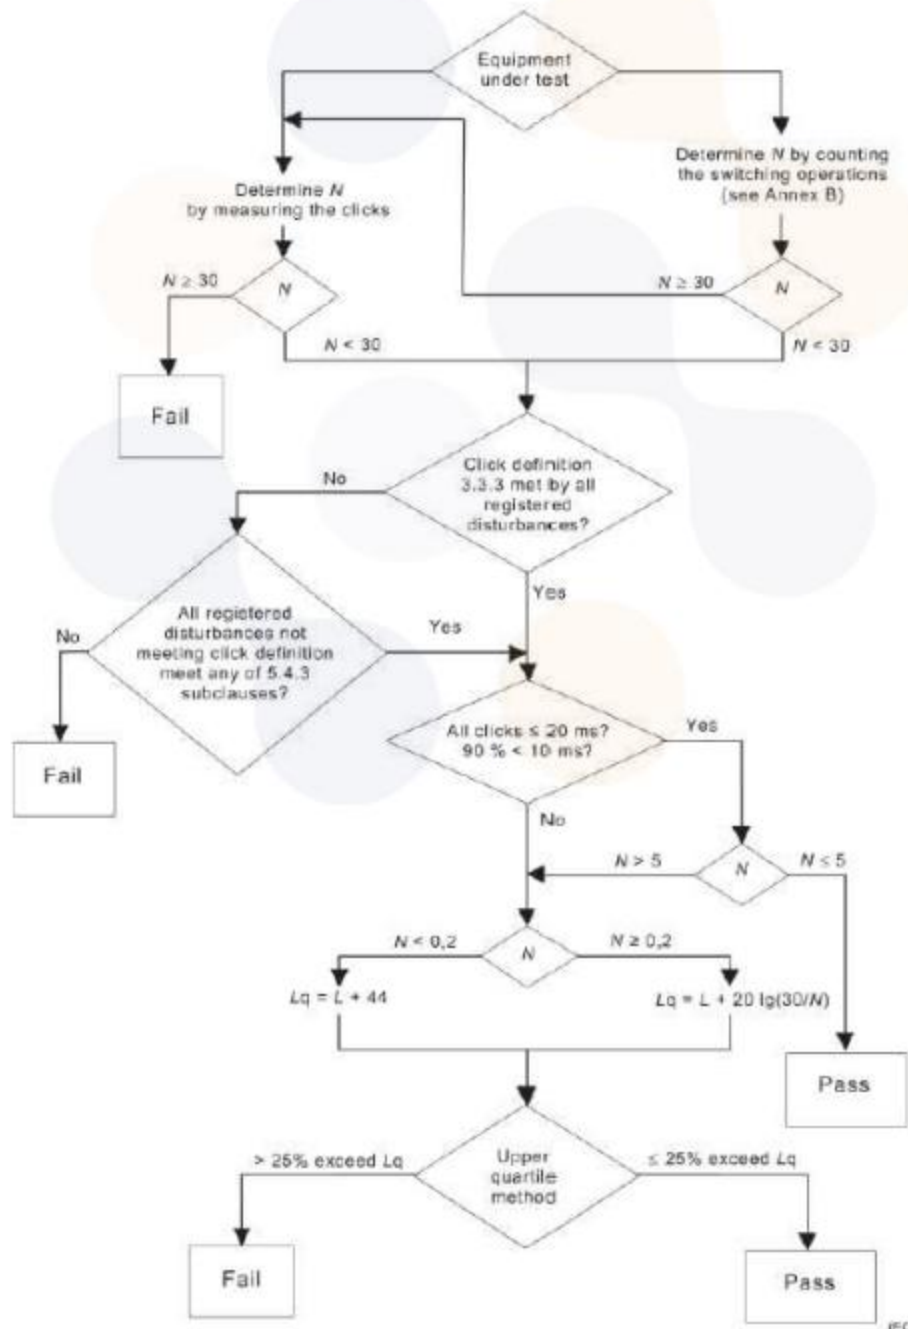 Equipment
under test
Determine N by counting
the switching operations
(see Annex B)
Determine N
by measuring the clicks
N ≥ 30
N
N ≥ 30
N
N < 30
N < 30
Fail
Click definition
3.3.3 met by all
registered
disturbances?
No
Yes
All registered
disturbances not
meeting click definition
meet any of 5.4.3
subclauses?
No
Yes
Fail
All clicks ≤ 20 ms?
90 % < 10 ms?
Yes
No
N > 5
N
N ≤ 5
N < 0,2
N
N ≥ 0,2
Lq = L + 44
Lq = L + 20 lg(30/N)
Pass
> 25% exceed Lq
Upper
quartile
method
≤ 25% exceed Lq
Fail
Pass